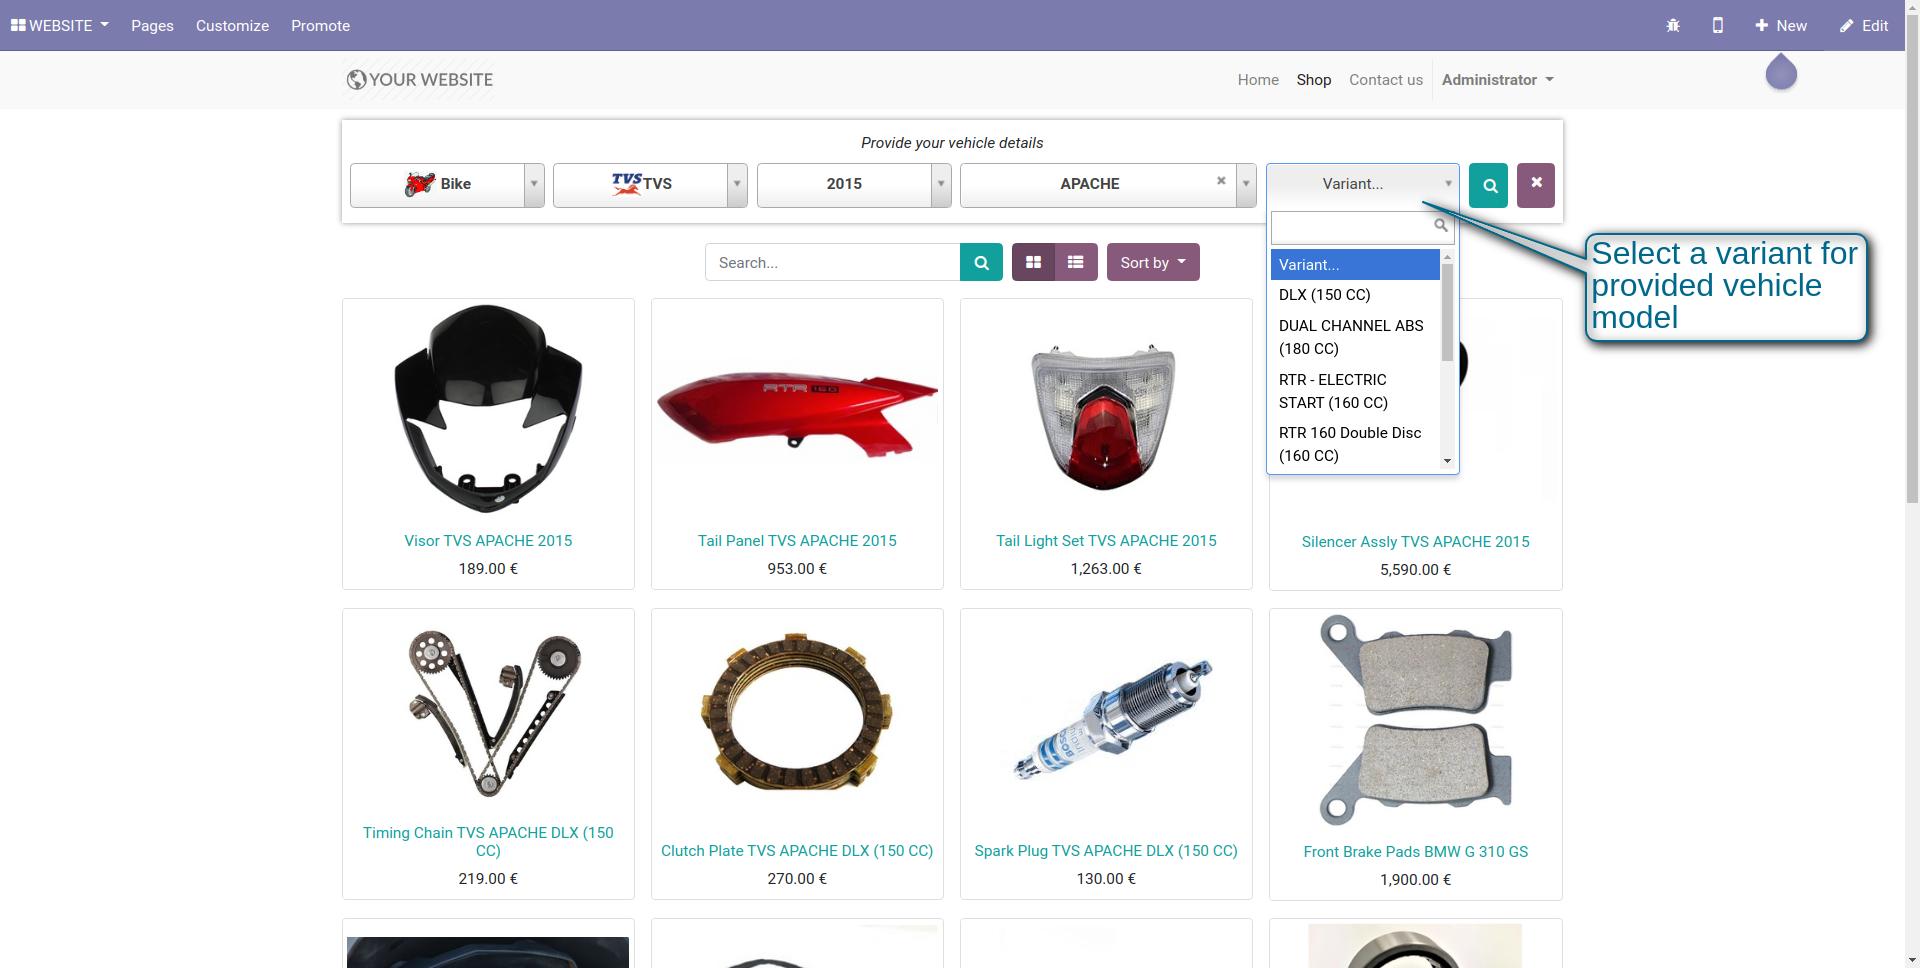 WEBSITE Pages Customize Promote New Edit
YOUR WEBSITE Home Shop Contact us Administrator
Provide your vehicle details
Bike TVS TVS 2015 APACHE Variant...
Search... Sort by
Variant...
DLX (150 CC)
DUAL CHANNEL ABS
(180 CC)
RTR - ELECTRIC
START (160 CC)
RTR 160 Double Disc
(160 CC)
Select a variant for
provided vehicle
model
RTR 160
Visor TVS APACHE 2015
189.00 €
Tail Panel TVS APACHE 2015
953.00 €
Tail Light Set TVS APACHE 2015
1,263.00 €
Silencer Assly TVS APACHE 2015
5,590.00 €
BOSCH
Timing Chain TVS APACHE DLX (150
CC)
219.00 €
Clutch Plate TVS APACHE DLX (150 CC)
270.00 €
Spark Plug TVS APACHE DLX (150 CC)
130.00 €
Front Brake Pads BMW G 310 GS
1,900.00 €